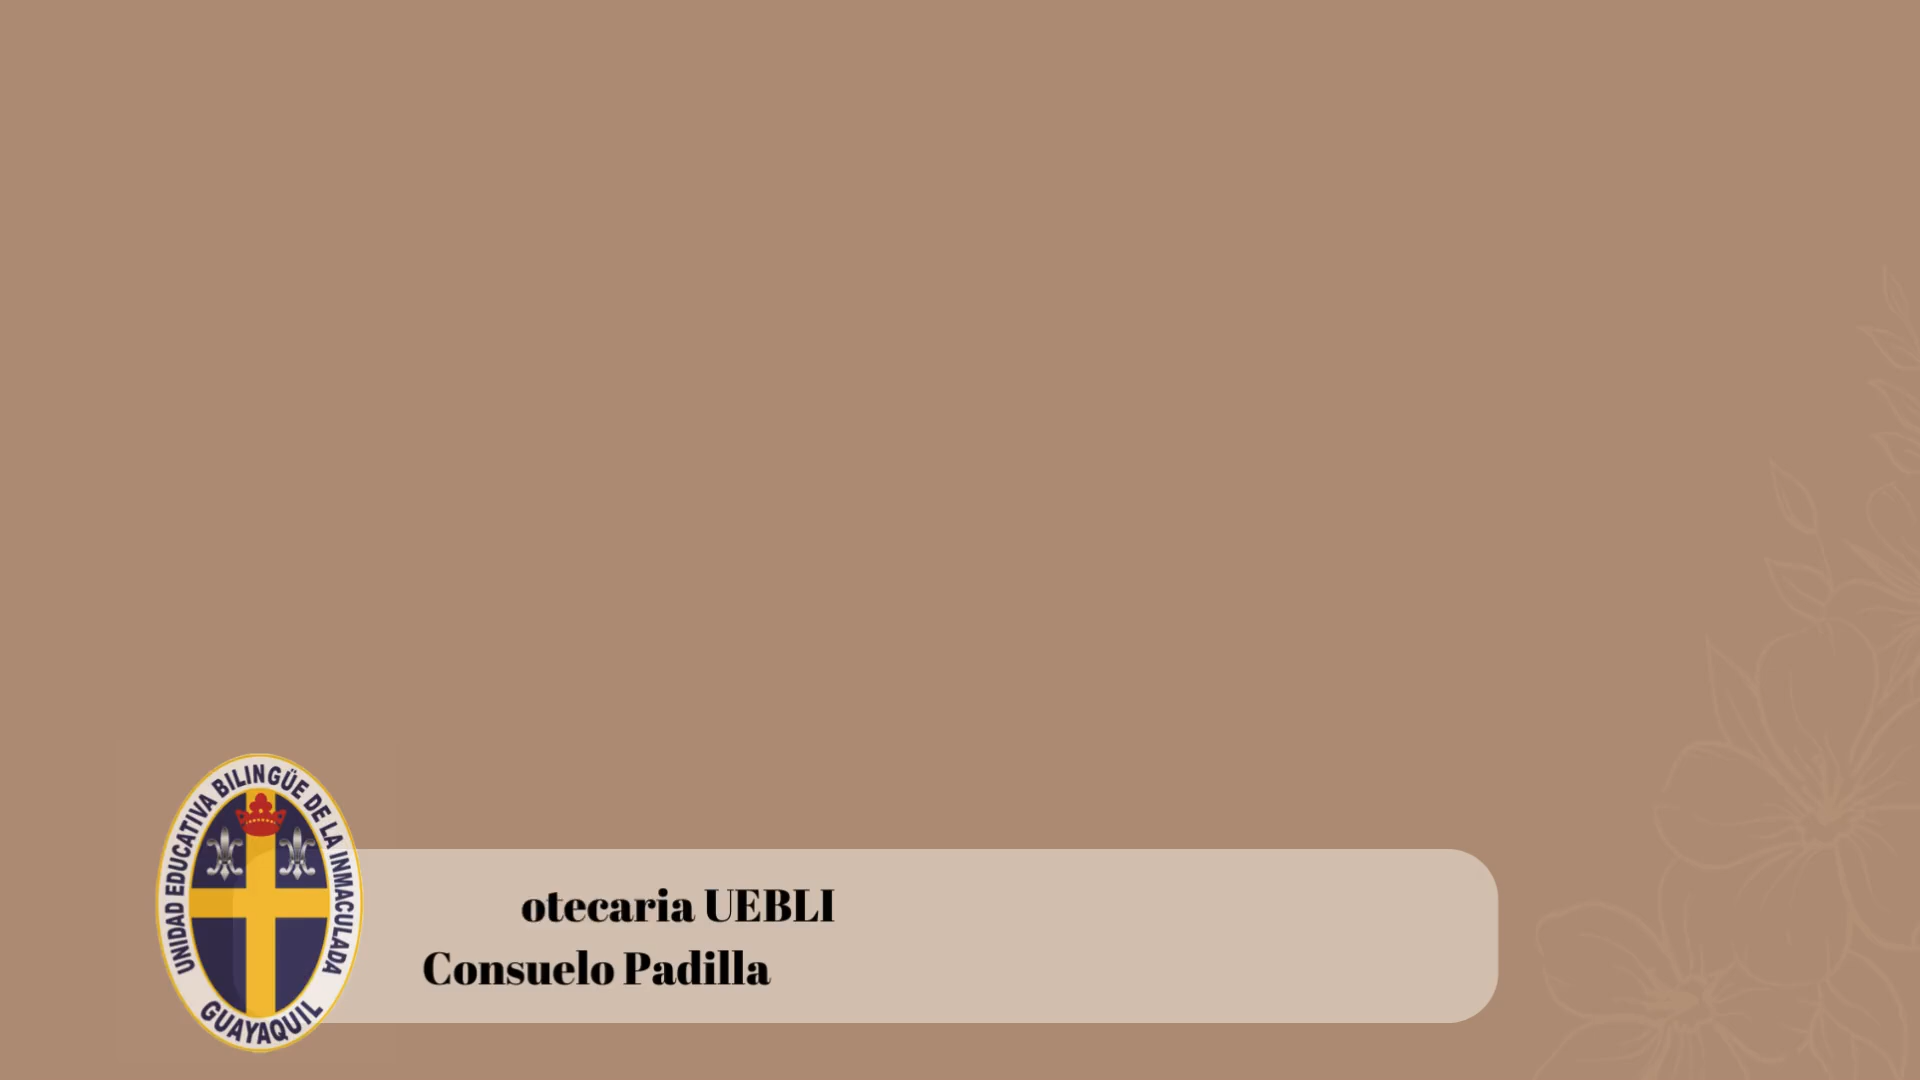 UNIDAD EDUCATIVA BILINGÜE DE LA INMACULADA
GUAYAQUIL
otecaria UEBLI
Consuelo Padilla